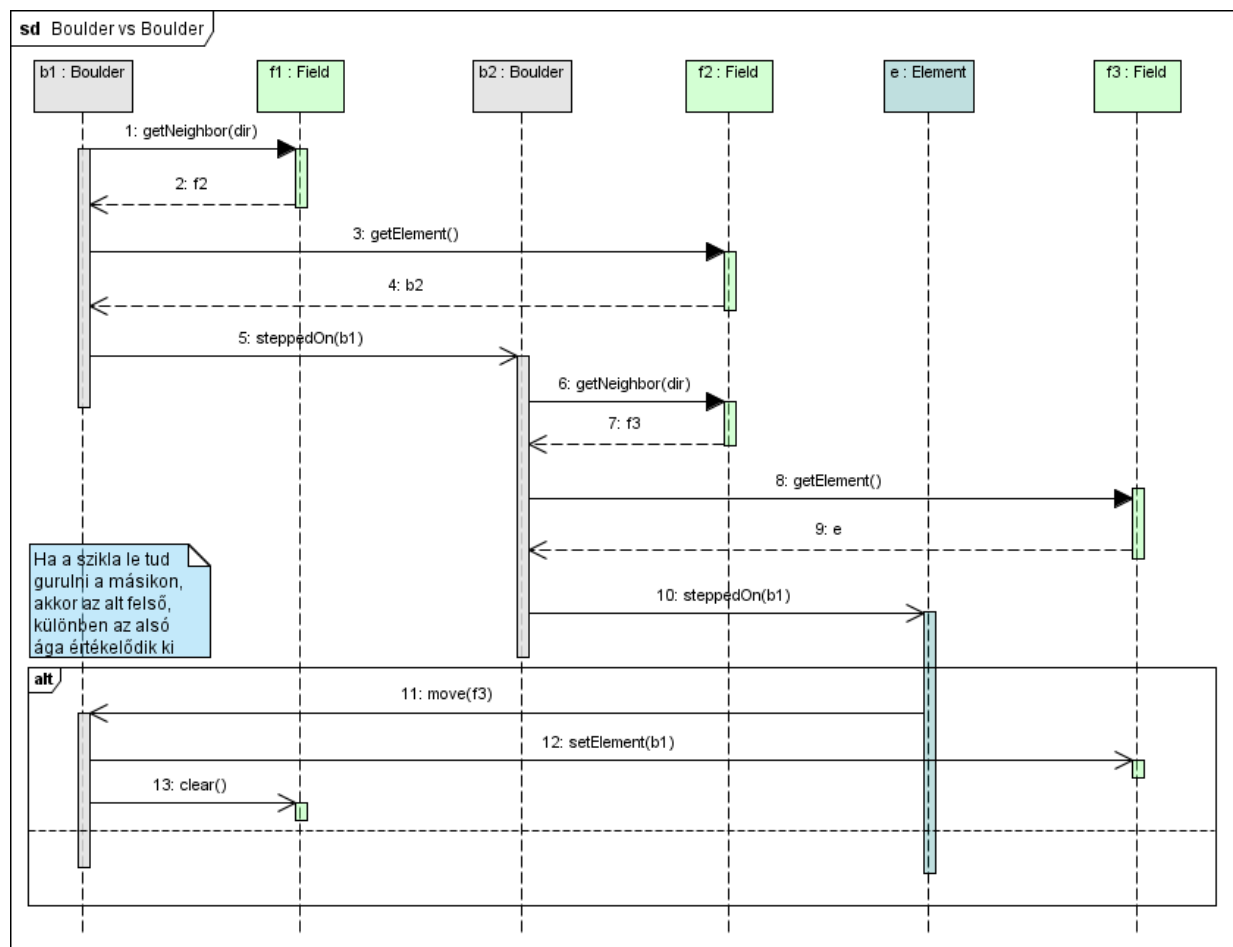 sd Boulder vs Boulder
b1 : Boulder
f1 : Field
b2 : Boulder
f2 : Field
e : Element
f3 : Field
1: getNeighbor(dir)
2: f2
3: getElement()
4: b2
5: steppedOn(b1)
6: getNeighbor(dir)
7: f3
8: getElement()
9: e
10: steppedOn(b1)
Ha a szikla le tud
gurulni a másikon,
akkor az alt felső,
különben az alsó
ága értékelődik ki
alt
11: move(f3)
12: setElement(b1)
13: clear()